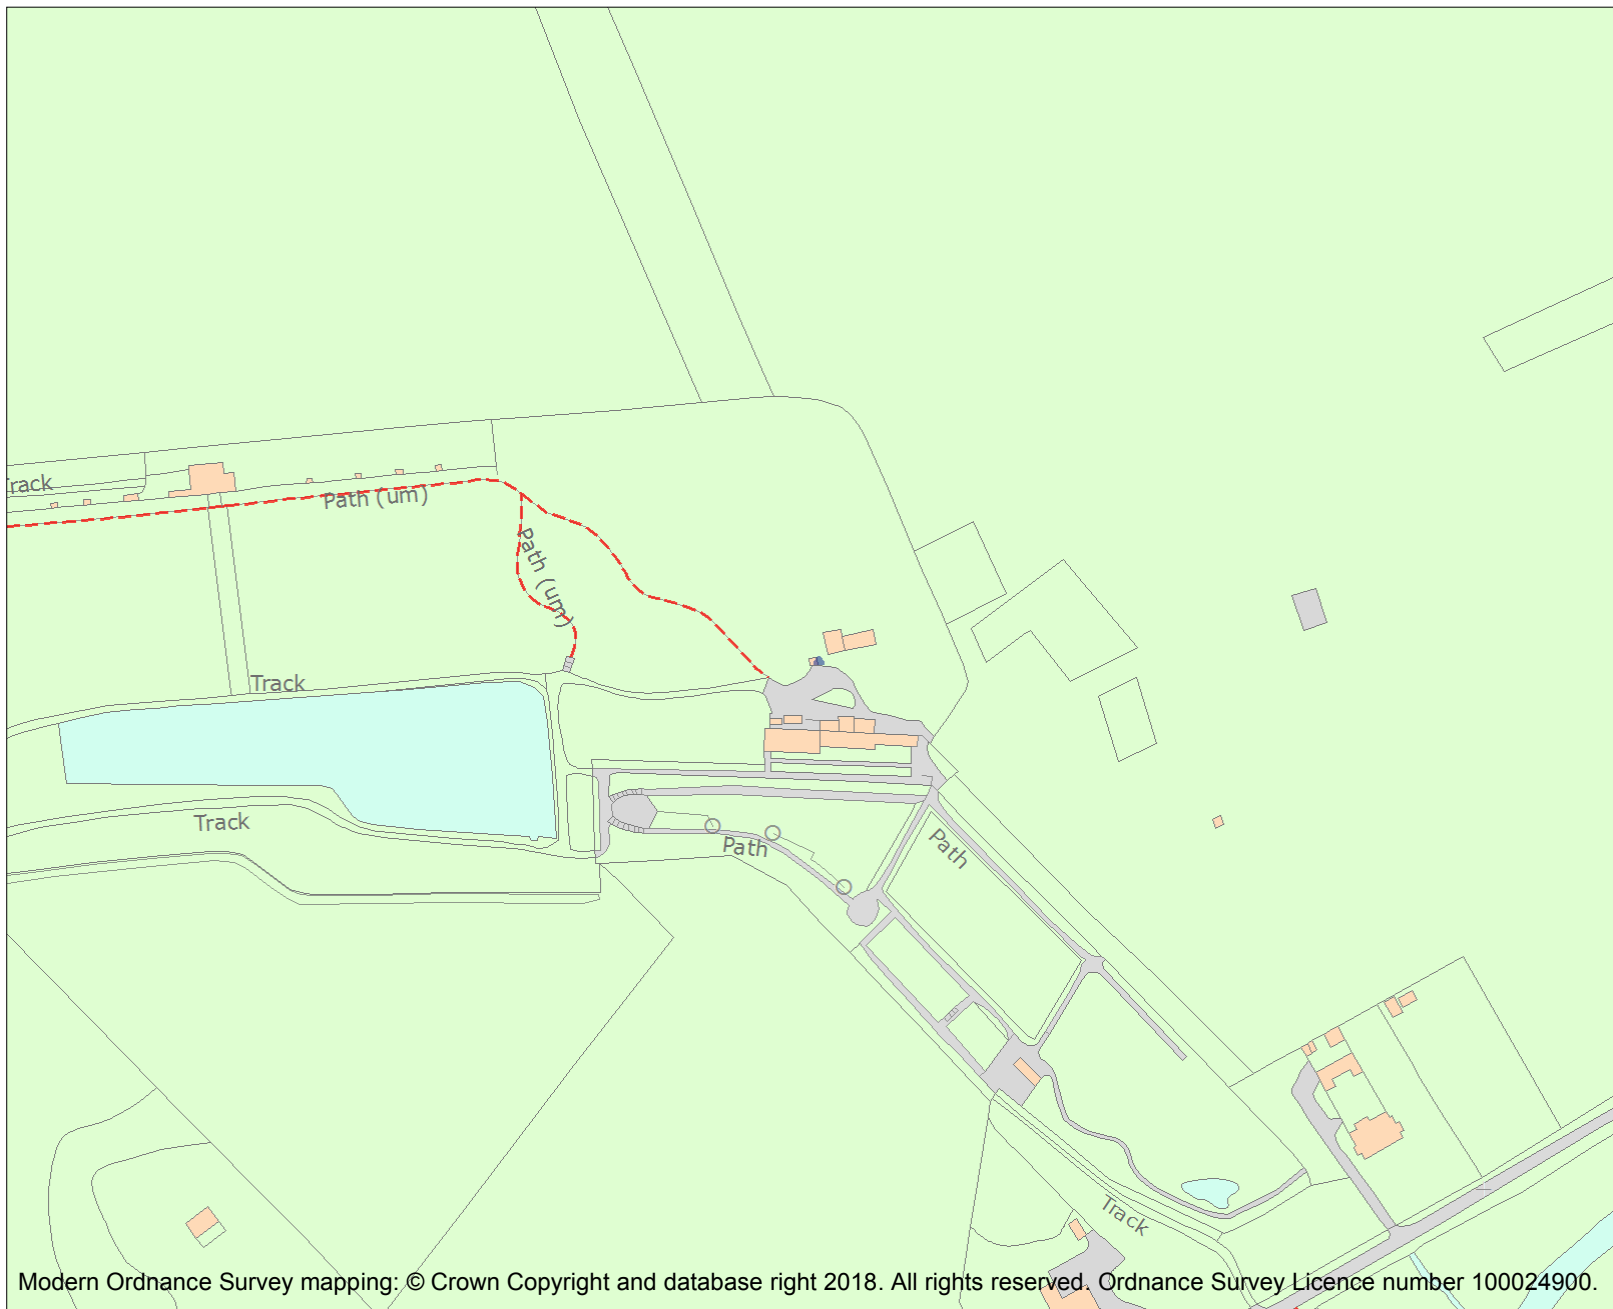 rack
Path (um)
Path (um)
Track
Track
Path
Path
Track
Modern Ordnance Survey mapping: © Crown Copyright and database right 2018. All rights reserved. Ordnance Survey Licence number 100024900.